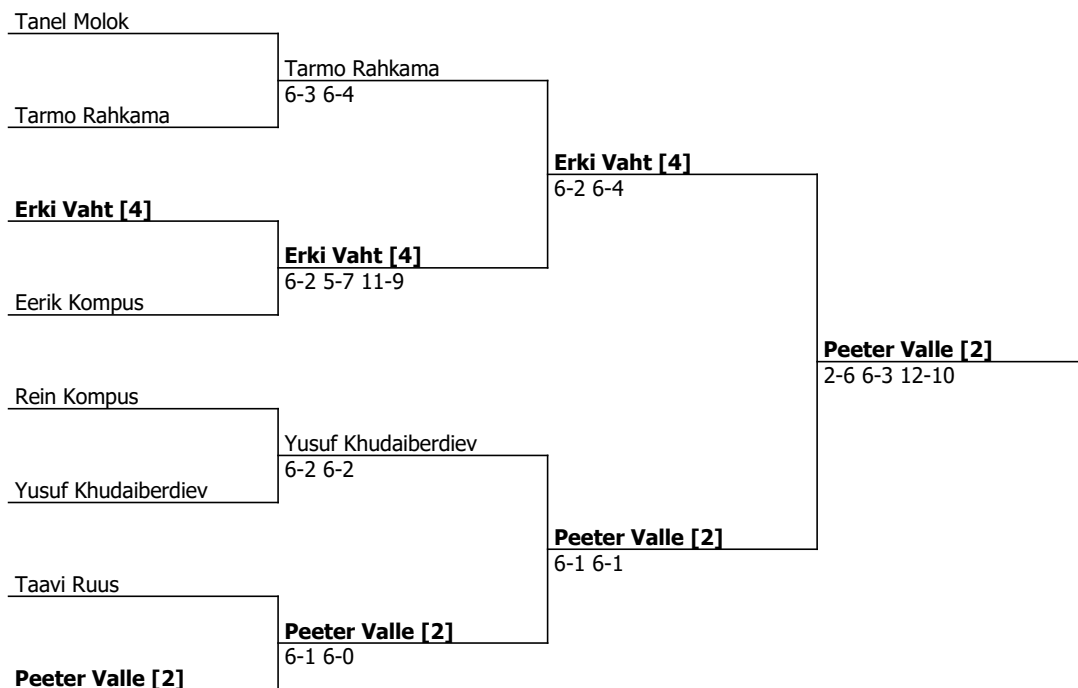 Tanel Molok
Tarmo Rahkama
6-3 6-4
Tarmo Rahkama
Erki Vaht [4]
6-2 6-4
Erki Vaht [4]
Erki Vaht [4]
6-2 5-7 11-9
Eerik Kompus
Peeter Valle [2]
2-6 6-3 12-10
Rein Kompus
Yusuf Khudaiberdiev
6-2 6-2
Yusuf Khudaiberdiev
Peeter Valle [2]
6-1 6-1
Taavi Ruus
Peeter Valle [2]
6-1 6-0
Peeter Valle [2]